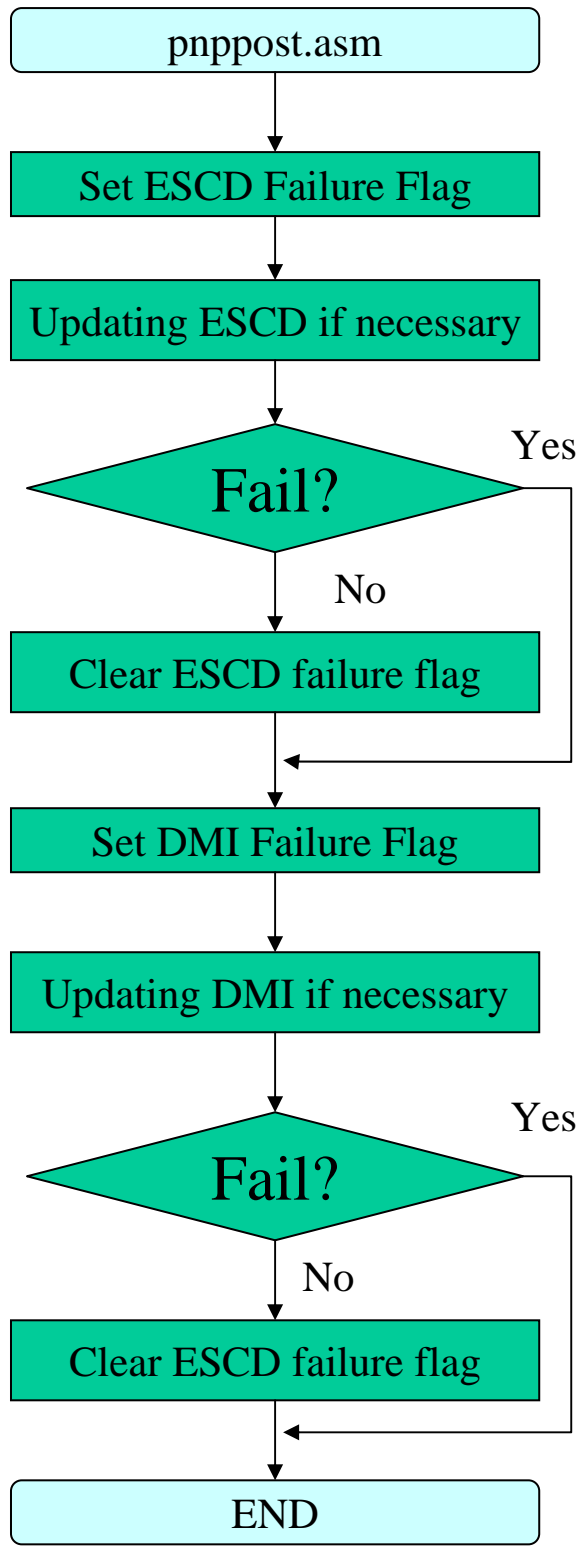 pnppost.asm
Set ESCD Failure Flag
Updating ESCD if necessary
Yes
Fail?
No
Clear ESCD failure flag
Set DMI Failure Flag
Updating DMI if necessary
Yes
Fail?
No
Clear ESCD failure flag
END